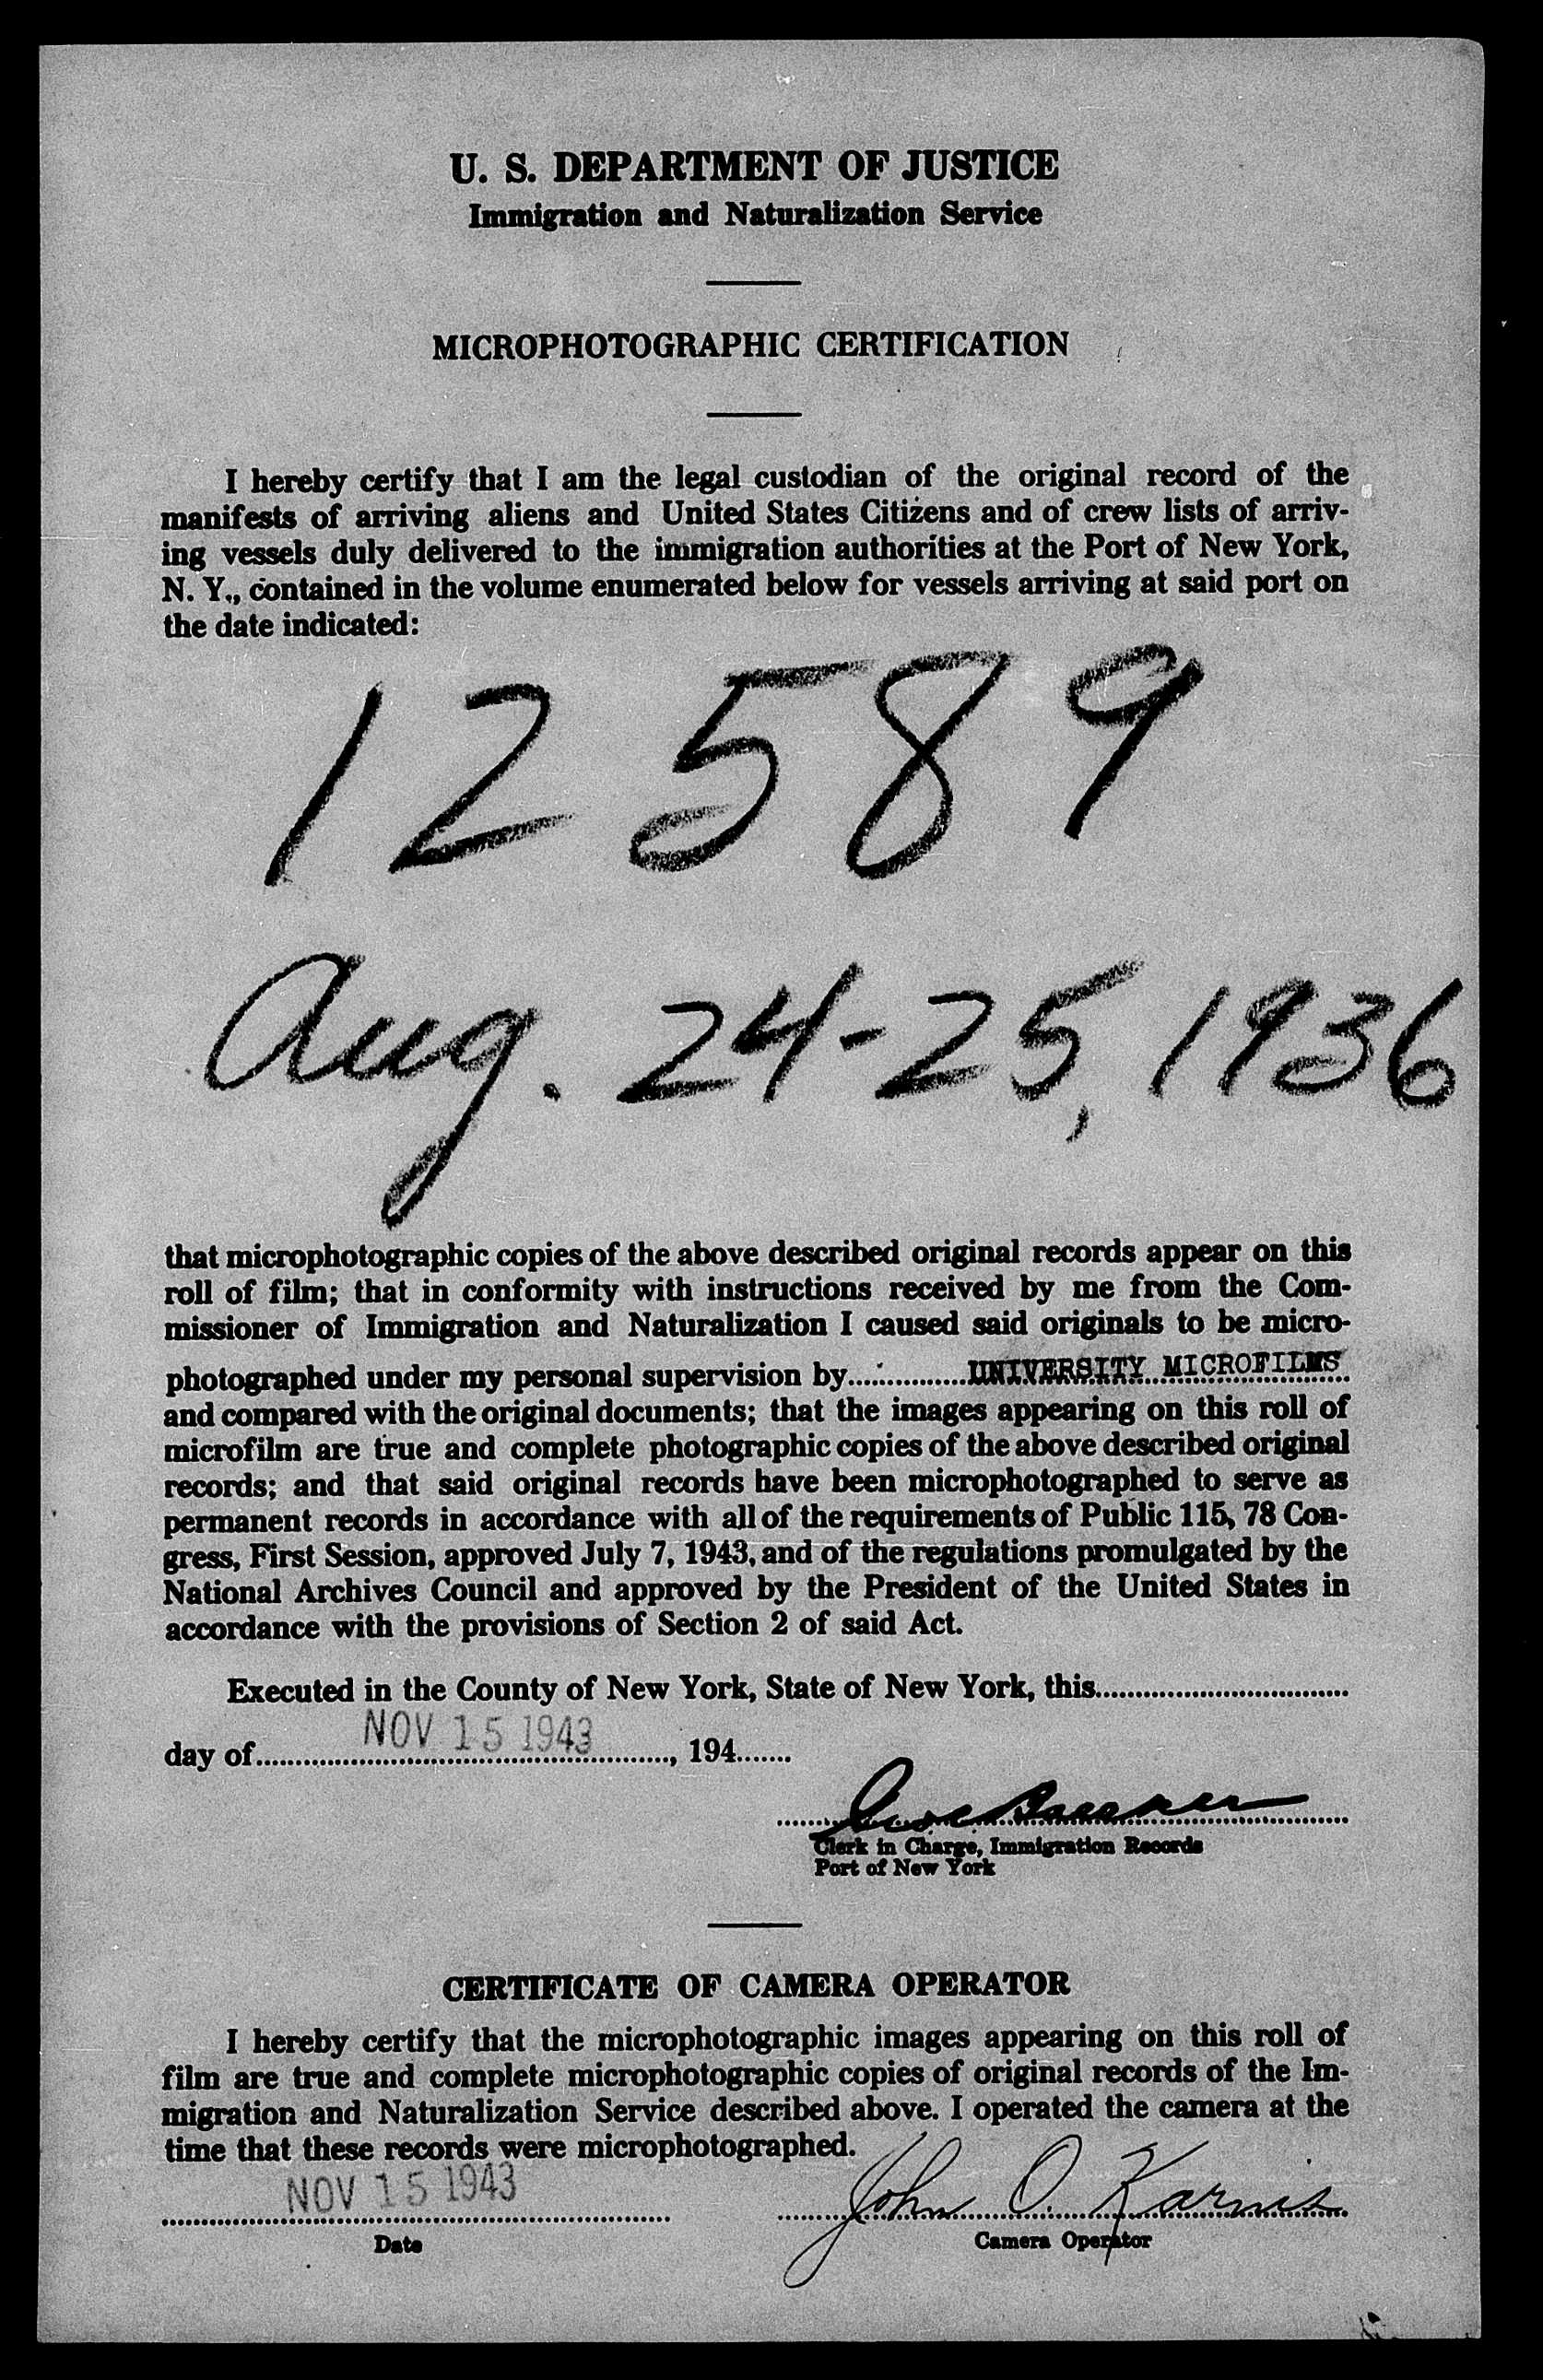 U. S. DEPARTMENT OF JUSTICE
Immigration and Naturalization Service
MICROPHOTOGRAPHIC CERTIFICATION
I hereby certify that I am the legal custodian of the original record of the
manifests of arriving aliens and United States Citizens and of crew lists of arriv-
ing vessels duly delivered to the immigration authorities at the Port of New York,
N. Y., contained in the volume enumerated below for vessels arriving at said port on
the date indicated:
12589
Aug. 24-25, 1936
that microphotographic copies of the above described original records appear on this
roll of film; that in conformity with instructions received by me from the Com-
missioner of Immigration and Naturalization I caused said originals to be micro-
photographed under my personal supervision by UNIVERSITY MICROFILMS
and compared with the original documents; that the images appearing on this roll of
microfilm are true and complete photographic copies of the above described original
records; and that said original records have been microphotographed to serve as
permanent records in accordance with all of the requirements of Public 115, 78 Con-
gress, First Session, approved July 7, 1943, and of the regulations promulgated by the
National Archives Council and approved by the President of the United States in
accordance with the provisions of Section 2 of said Act.
Executed in the County of New York, State of New York, this
day of NOV 15 1943, 194
Clerk in Charge, Immigration Records
Port of New York
CERTIFICATE OF CAMERA OPERATOR
I hereby certify that the microphotographic images appearing on this roll of
film are true and complete microphotographic copies of original records of the Im-
migration and Naturalization Service described above. I operated the camera at the
time that these records were microphotographed.
NOV 15 1943 John O. Karnis
Date Camera Operator